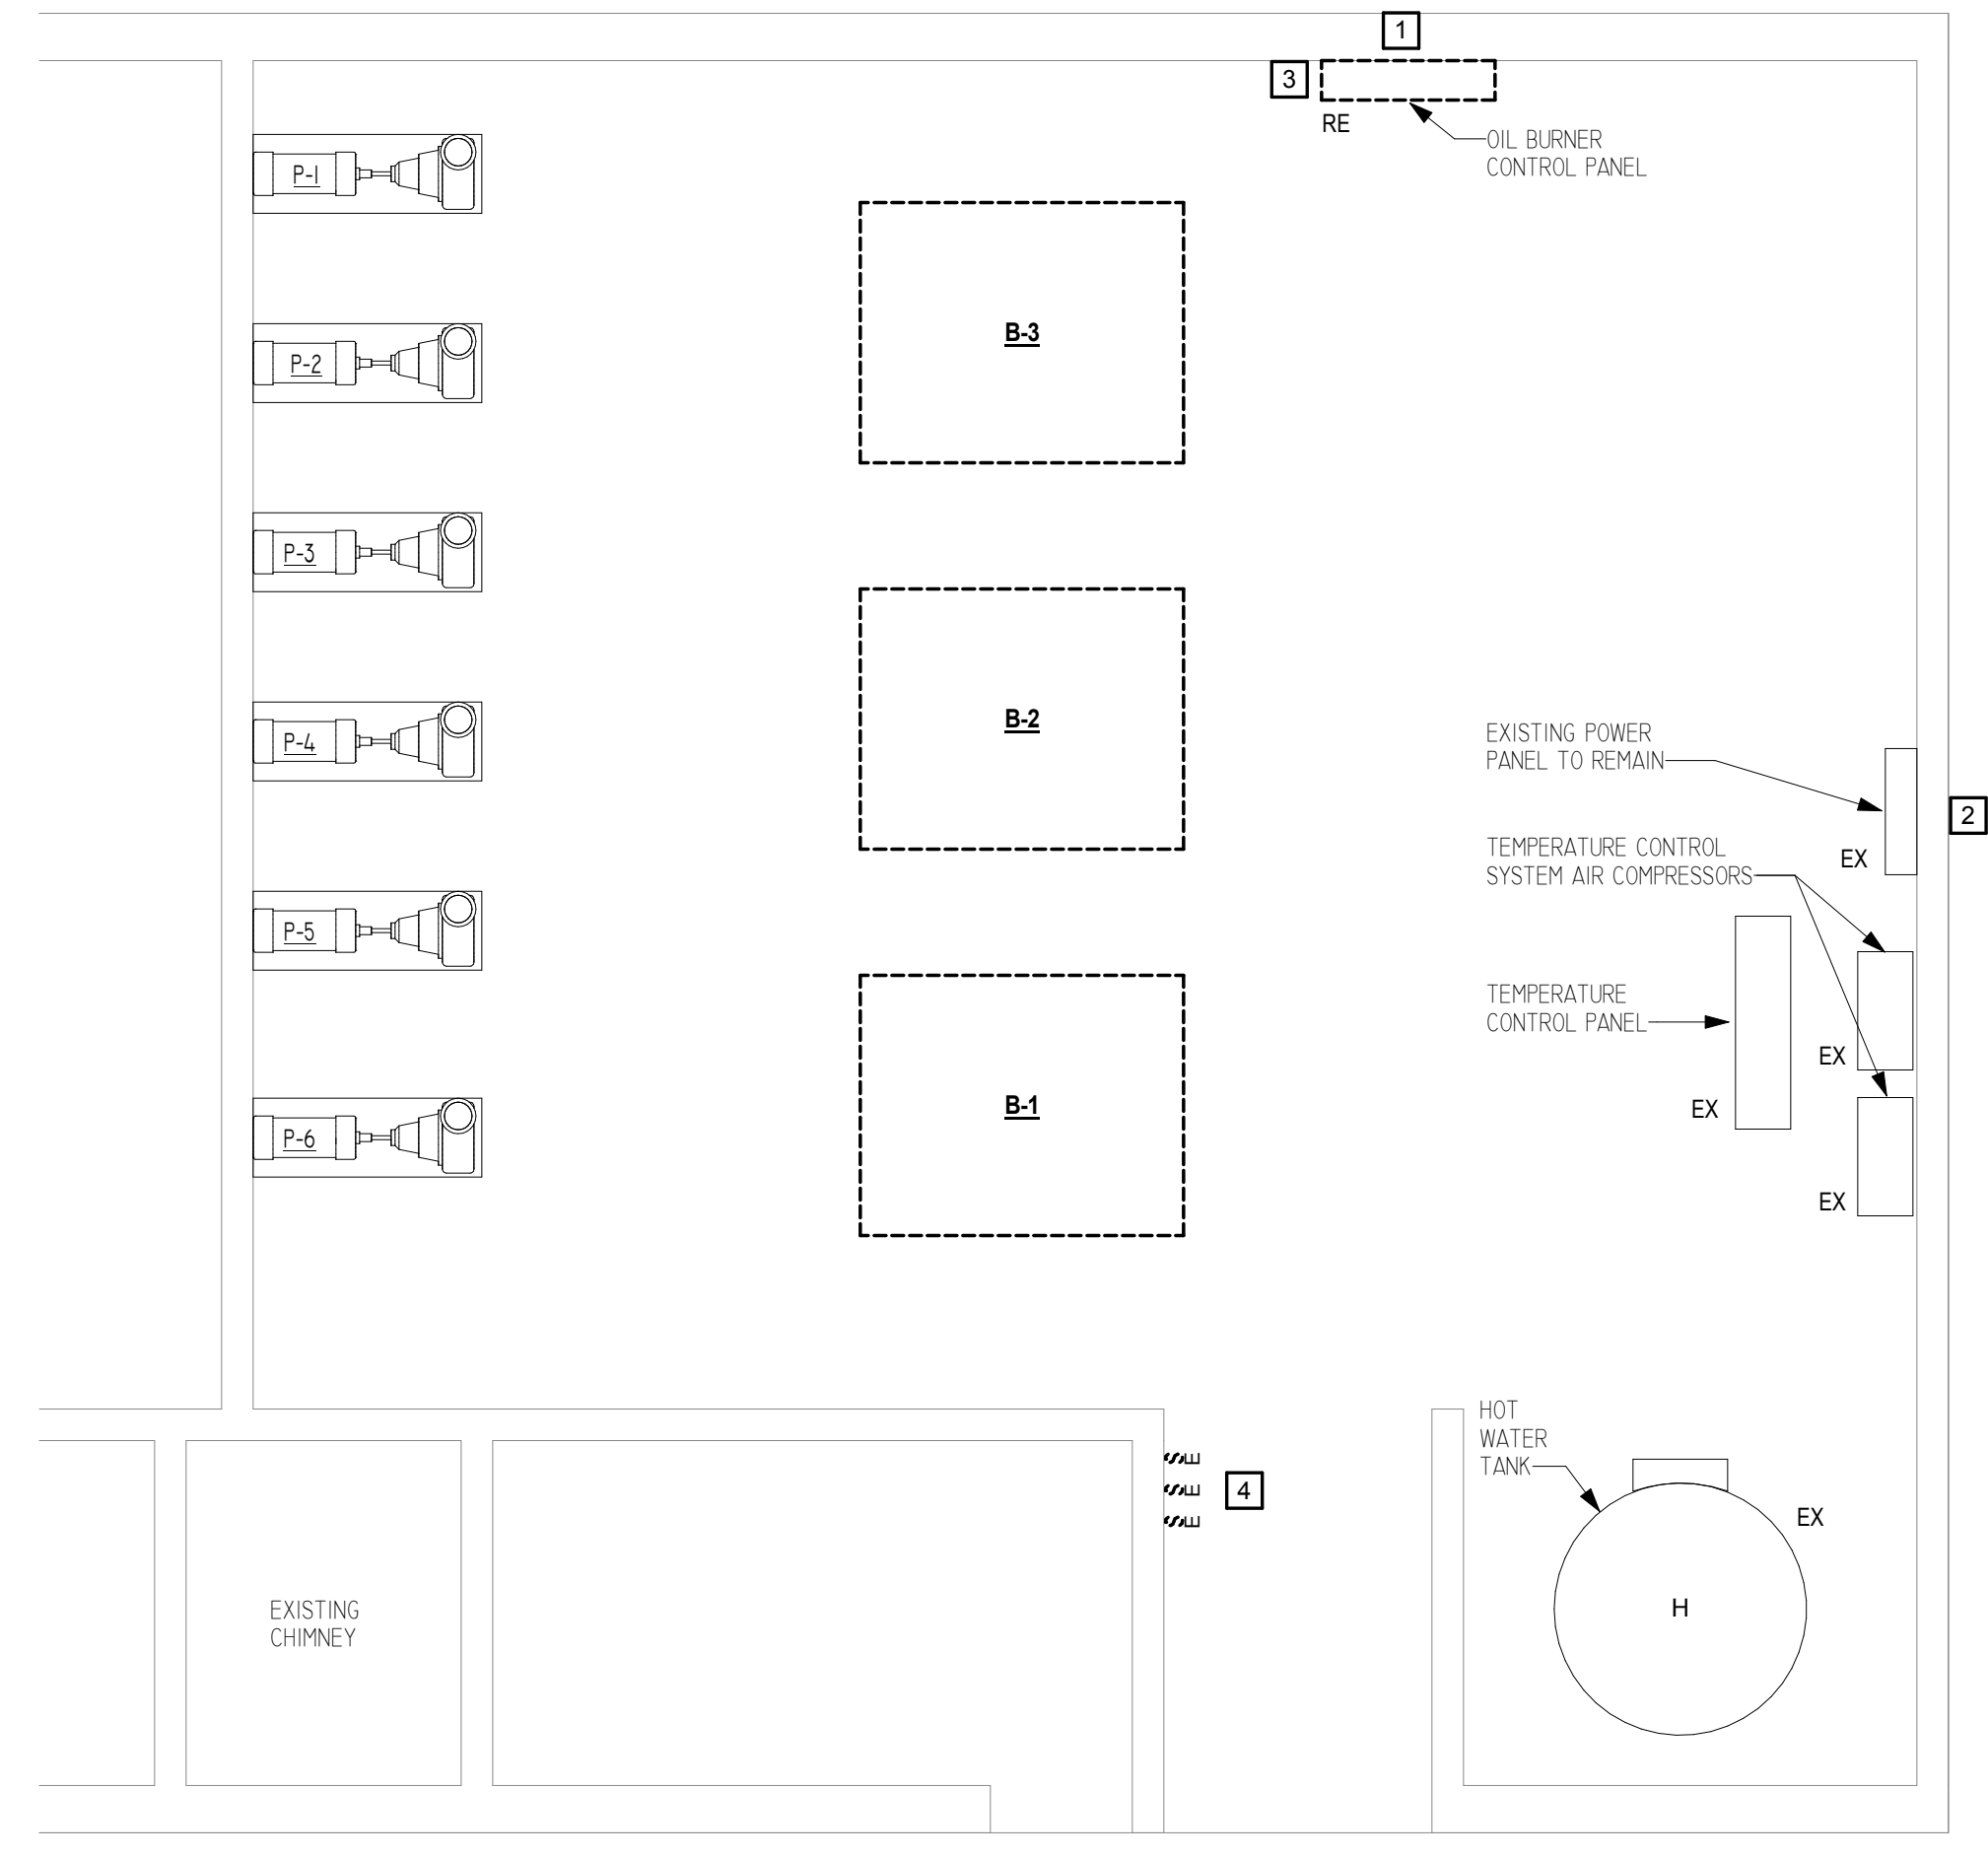 1
3
RE
OIL BURNER
CONTROL PANEL
P-1
B-3
P-2
P-3
B-2
P-4
EXISTING POWER
PANEL TO REMAIN
2
EX
TEMPERATURE CONTROL
SYSTEM AIR COMPRESSORS
P-5
TEMPERATURE
CONTROL PANEL
EX
EX
B-1
P-6
EX
HOT
WATER
TANK
$E
$E
$E
4
EX
H
EXISTING
CHIMNEY